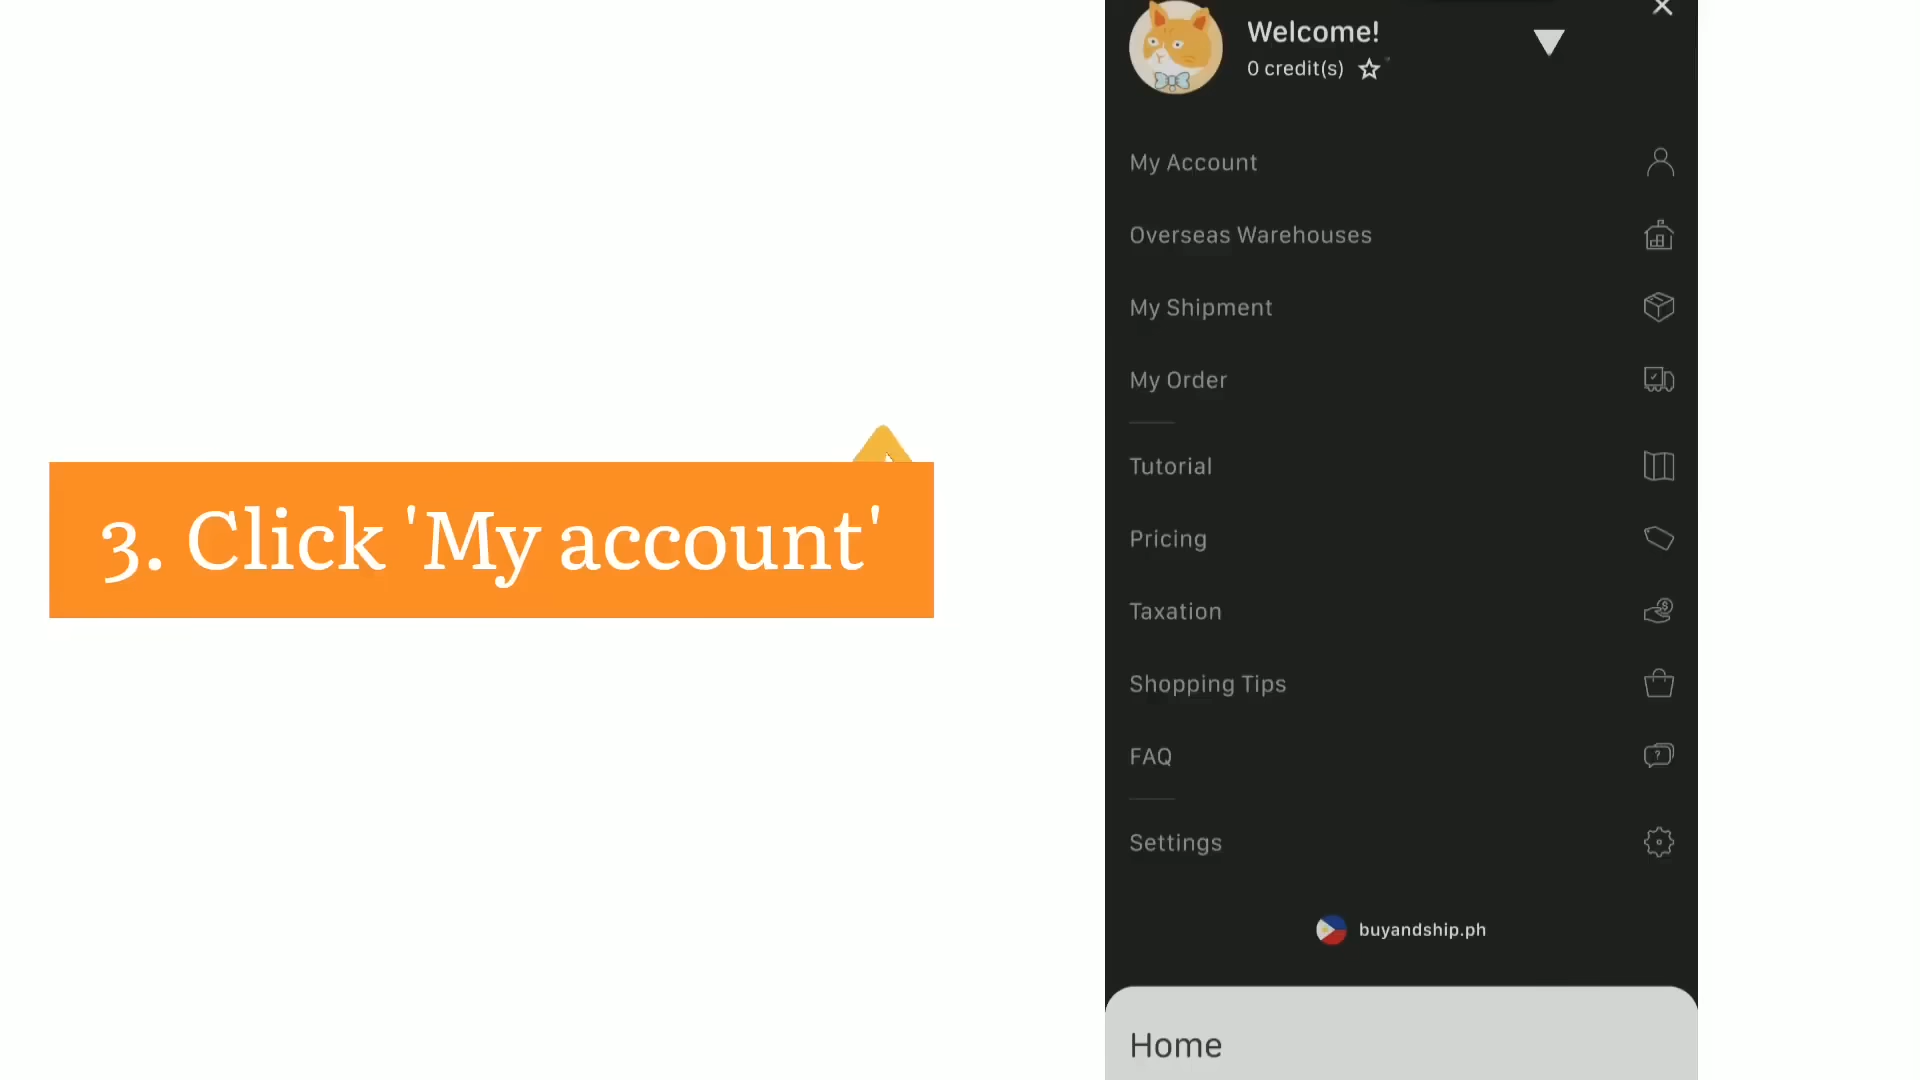 3. Click 'My account'
Welcome!
0 credit(s)
My Account
Overseas Warehouses
My Shipment
My Order
Tutorial
Pricing
Taxation
Shopping Tips
FAQ
Settings
buyandship.ph
Home